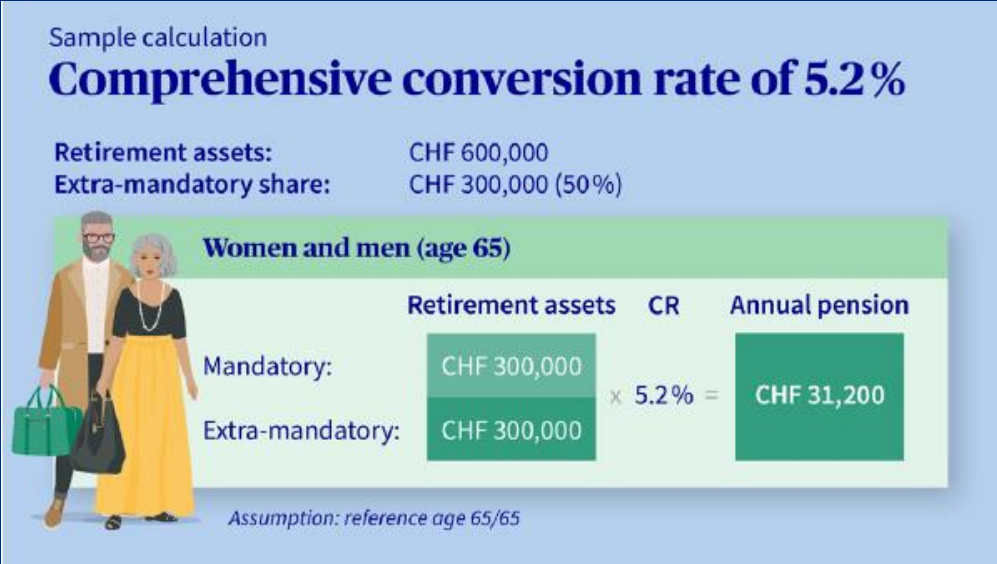 Sample calculation
Comprehensive conversion rate of 5.2%
Retirement assets: CHF 600,000
Extra-mandatory share: CHF 300,000 (50%)
Women and men (age 65)
Retirement assets CR Annual pension
Mandatory: CHF 300,000
x 5.2% = CHF 31,200
Extra-mandatory: CHF 300,000
Assumption: reference age 65/65